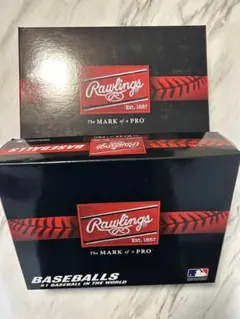 Rawlings
EST. 1887
The MARK of a PRO
BASEBALLS
Rawlings
EST. 1887
The MARK of a PRO
BASEBALLS
#1 BASEBALL IN THE WORLD